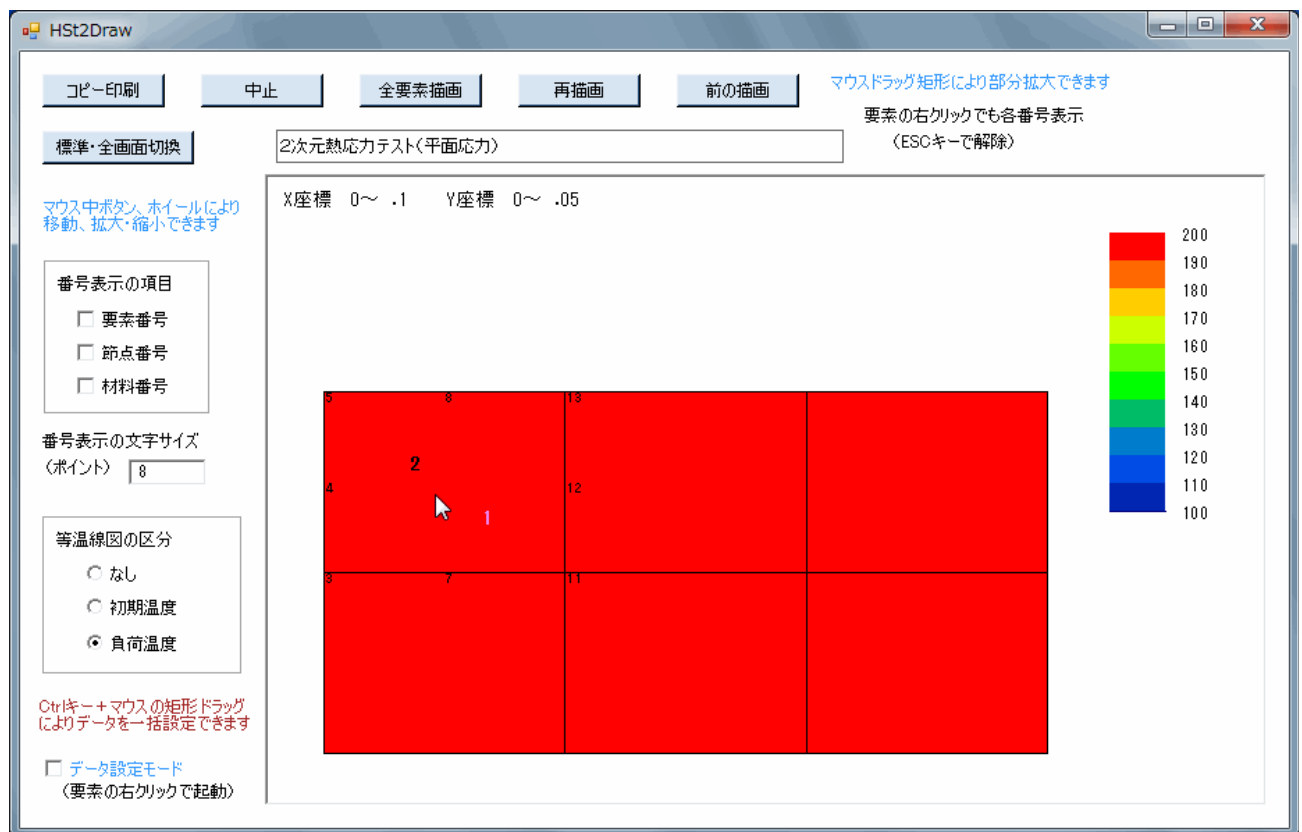 HSt2Draw
コピー印刷
中止
全要素描画
再描画
前の描画
マウスドラッグ矩形により部分拡大できます
要素の右クリックでも各番号表示
(ESCキーで解除)
標準・全画面切換
2次元熱応力テスト(平面応力)
マウス中ボタン、ホイールにより
移動、拡大・縮小できます
X座標 0～ .1 Y座標 0～ .05
番号表示の項目
要素番号
節点番号
材料番号
番号表示の文字サイズ
(ポイント) 8
等温線図の区分
なし
初期温度
負荷温度
Ctrlキー＋マウスの矩形ドラッグ
によりデータを一括設定できます
データ設定モード
(要素の右クリックで起動)
200
190
180
170
160
150
140
130
120
110
100
5 8 13
2
4 12
1
3 7 11